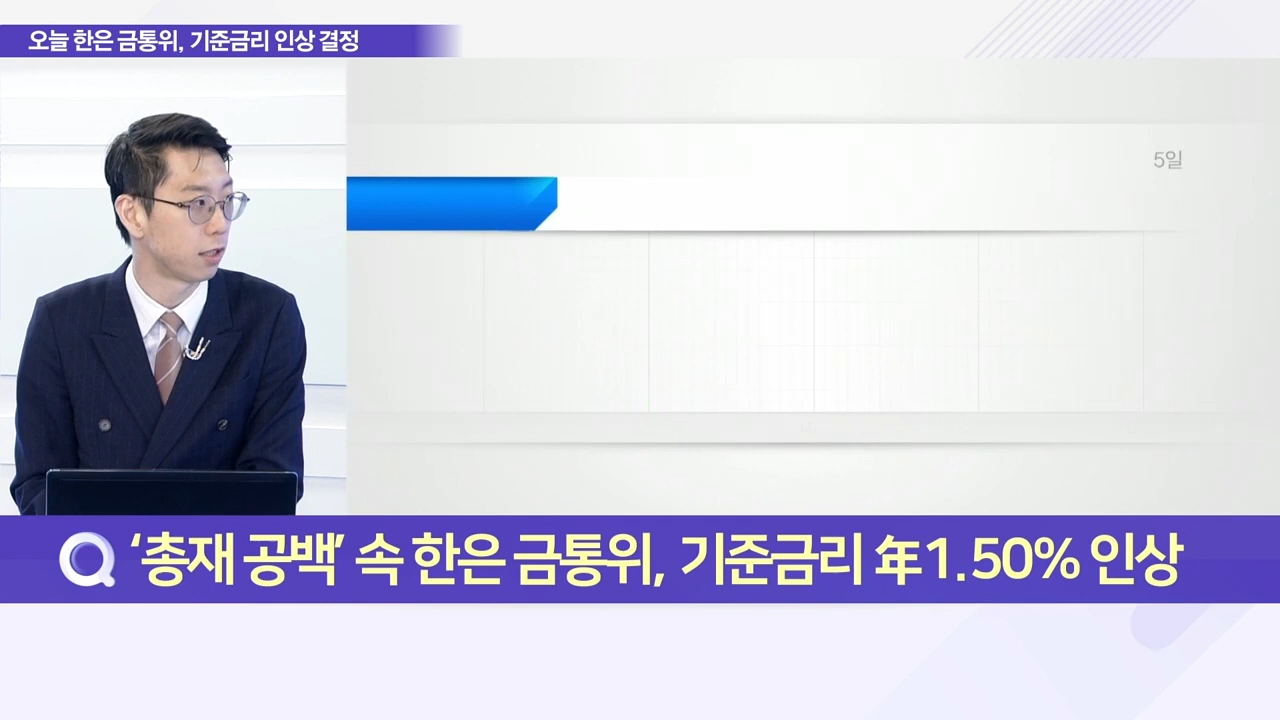 오늘 한은 금통위, 기준금리 인상 결정
5일
‘총재 공백’ 속 한은 금통위, 기준금리 年1.50% 인상